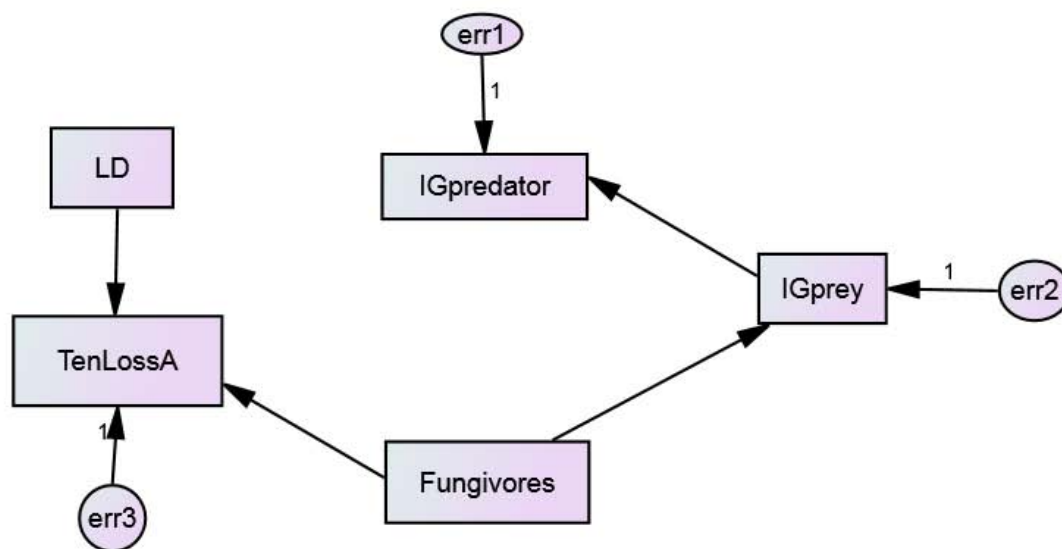 err1
1
LD
IGpredator
IGprey
1
err2
TenLossA
1
Fungivores
err3